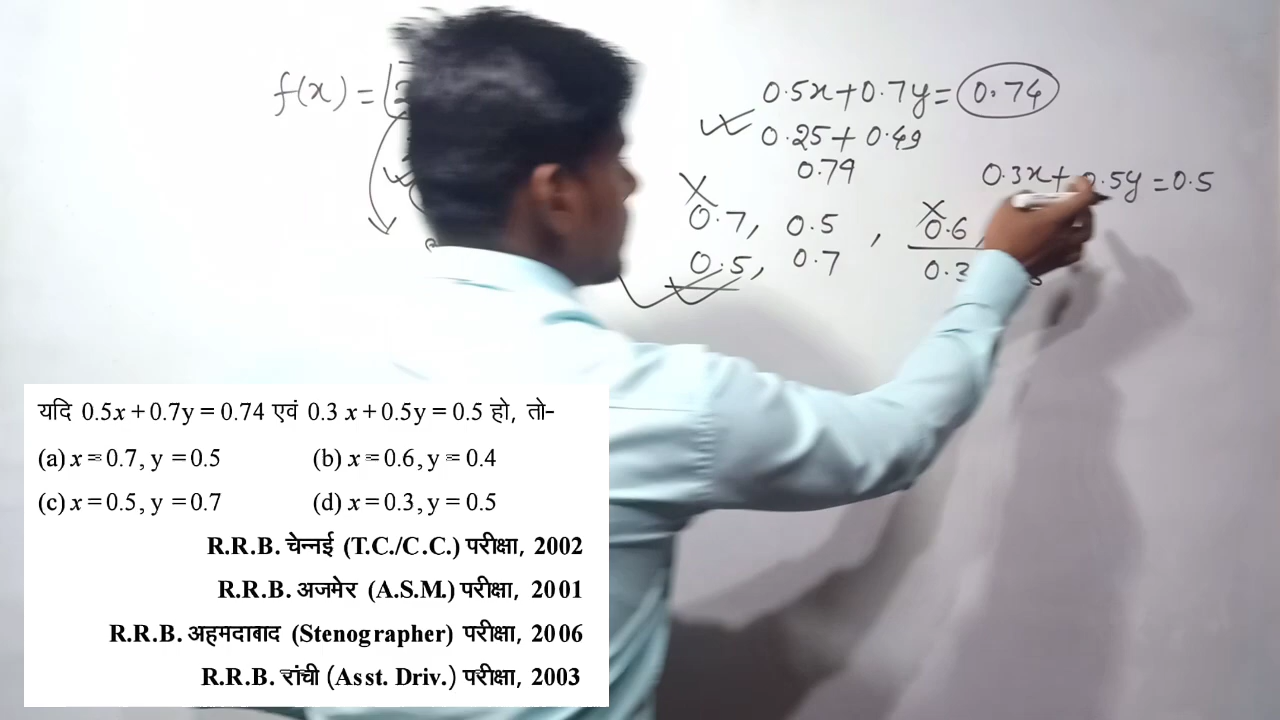 f(x) =
0.5x+0.7y= 0.74
0.25 + 0.49
0.74
0.3x+ 0.5y =0.5
0.7, 0.5 , 0.6,
0.5, 0.7 0.3
यदि 0.5x + 0.7y = 0.74 एवं 0.3 x + 0.5y = 0.5 हो, तो-
(a) x = 0.7, y = 0.5 (b) x = 0.6, y = 0.4
(c) x = 0.5, y = 0.7 (d) x = 0.3, y = 0.5
R.R.B. चेन्नई (T.C./C.C.) परीक्षा, 2002
R.R.B. अजमेर (A.S.M.) परीक्षा, 2001
R.R.B. अहमदाबाद (Stenographer) परीक्षा, 2006
R.R.B. रांची (Asst. Driv.) परीक्षा, 2003